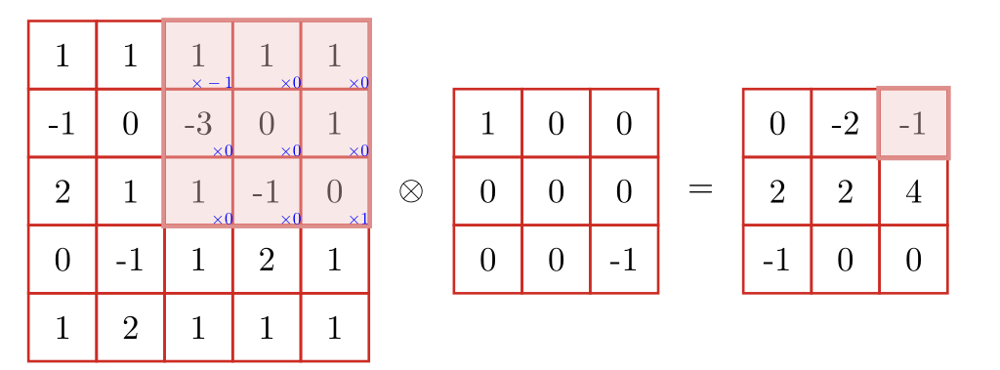 1 1 1 1 1
× − 1 ×0 ×0
-1 0 -3 0 1 1 0 0 0 -2 -1
×0 ×0 ×0
2 1 1 -1 0 ⊗ 0 0 0 = 2 2 4
×0 ×0 ×1
0 -1 1 2 1 0 0 -1 -1 0 0
1 2 1 1 1